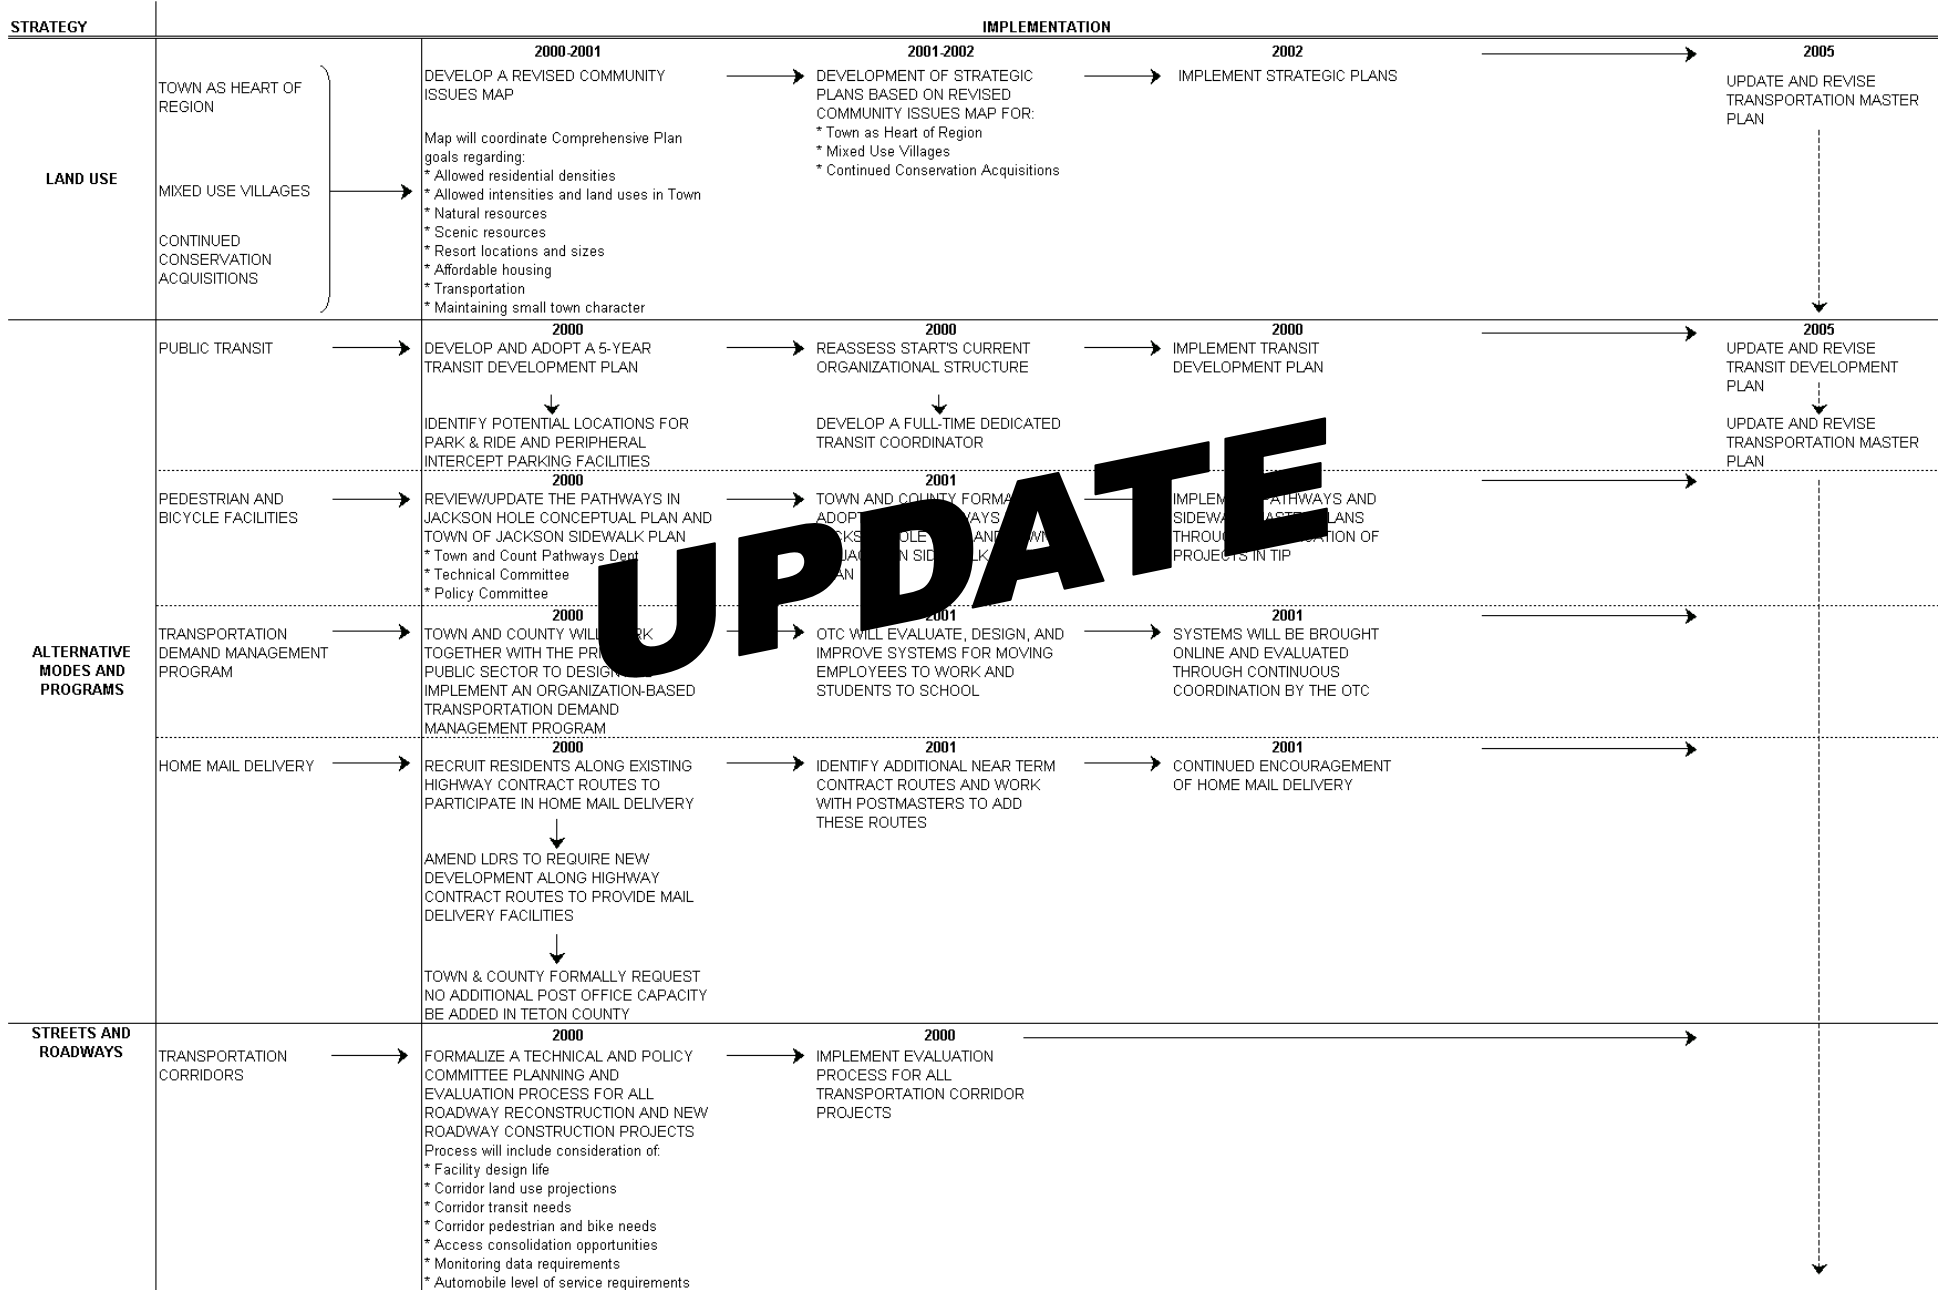 STRATEGY
IMPLEMENTATION
LAND USE
TOWN AS HEART OF
REGION
MIXED USE VILLAGES
CONTINUED
CONSERVATION
ACQUISITIONS
2000-2001
DEVELOP A REVISED COMMUNITY
ISSUES MAP
Map will coordinate Comprehensive Plan
goals regarding:
* Allowed residential densities
* Allowed intensities and land uses in Town
* Natural resources
* Scenic resources
* Resort locations and sizes
* Affordable housing
* Transportation
* Maintaining small town character
2001-2002
DEVELOPMENT OF STRATEGIC
PLANS BASED ON REVISED
COMMUNITY ISSUES MAP FOR:
* Town as Heart of Region
* Mixed Use Villages
* Continued Conservation Acquisitions
2002
IMPLEMENT STRATEGIC PLANS
2005
UPDATE AND REVISE
TRANSPORTATION MASTER
PLAN
ALTERNATIVE
MODES AND
PROGRAMS
PUBLIC TRANSIT
2000
DEVELOP AND ADOPT A 5-YEAR
TRANSIT DEVELOPMENT PLAN
IDENTIFY POTENTIAL LOCATIONS FOR
PARK & RIDE AND PERIPHERAL
INTERCEPT PARKING FACILITIES
2000
REASSESS START'S CURRENT
ORGANIZATIONAL STRUCTURE
DEVELOP A FULL-TIME DEDICATED
TRANSIT COORDINATOR
2000
IMPLEMENT TRANSIT
DEVELOPMENT PLAN
2005
UPDATE AND REVISE
TRANSIT DEVELOPMENT
PLAN
UPDATE AND REVISE
TRANSPORTATION MASTER
PLAN
PEDESTRIAN AND
BICYCLE FACILITIES
2000
REVIEW/UPDATE THE PATHWAYS IN
JACKSON HOLE CONCEPTUAL PLAN AND
TOWN OF JACKSON SIDEWALK PLAN
* Town and Count Pathways Dept
* Technical Committee
* Policy Committee
2001
TOWN AND COUNTY
ADOPT
PATHWAYS AND
SIDEWALK PLANS
THROUGH OF
PROJECTS IN TIP
UPDATE
TRANSPORTATION
DEMAND MANAGEMENT
PROGRAM
2000
TOWN AND COUNTY WILL
TOGETHER WITH THE
PUBLIC SECTOR TO DESIGN
IMPLEMENT AN ORGANIZATION-BASED
TRANSPORTATION DEMAND
MANAGEMENT PROGRAM
2001
OTC WILL EVALUATE, DESIGN, AND
IMPROVE SYSTEMS FOR MOVING
EMPLOYEES TO WORK AND
STUDENTS TO SCHOOL
2001
SYSTEMS WILL BE BROUGHT
ONLINE AND EVALUATED
THROUGH CONTINUOUS
COORDINATION BY THE OTC
HOME MAIL DELIVERY
2000
RECRUIT RESIDENTS ALONG EXISTING
HIGHWAY CONTRACT ROUTES TO
PARTICIPATE IN HOME MAIL DELIVERY
AMEND LDRS TO REQUIRE NEW
DEVELOPMENT ALONG HIGHWAY
CONTRACT ROUTES TO PROVIDE MAIL
DELIVERY FACILITIES
TOWN & COUNTY FORMALLY REQUEST
NO ADDITIONAL POST OFFICE CAPACITY
BE ADDED IN TETON COUNTY
2001
IDENTIFY ADDITIONAL NEAR TERM
CONTRACT ROUTES AND WORK
WITH POSTMASTERS TO ADD
THESE ROUTES
2001
CONTINUED ENCOURAGEMENT
OF HOME MAIL DELIVERY
STREETS AND
ROADWAYS
TRANSPORTATION
CORRIDORS
2000
FORMALIZE A TECHNICAL AND POLICY
COMMITTEE PLANNING AND
EVALUATION PROCESS FOR ALL
ROADWAY RECONSTRUCTION AND NEW
ROADWAY CONSTRUCTION PROJECTS
Process will include consideration of:
* Facility design life
* Corridor land use projections
* Corridor transit needs
* Corridor pedestrian and bike needs
* Access consolidation opportunities
* Monitoring data requirements
* Automobile level of service requirements
2000
IMPLEMENT EVALUATION
PROCESS FOR ALL
TRANSPORTATION CORRIDOR
PROJECTS